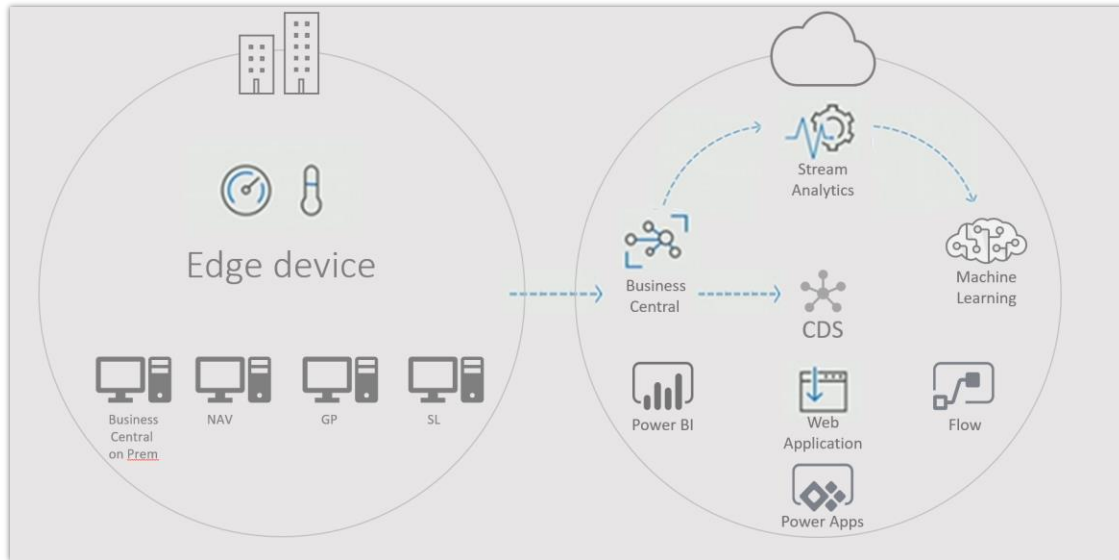 Edge device
Business
Central
on Prem
NAV
GP
SL
Stream
Analytics
Business
Central
CDS
Machine
Learning
Power BI
Web
Application
Flow
Power Apps